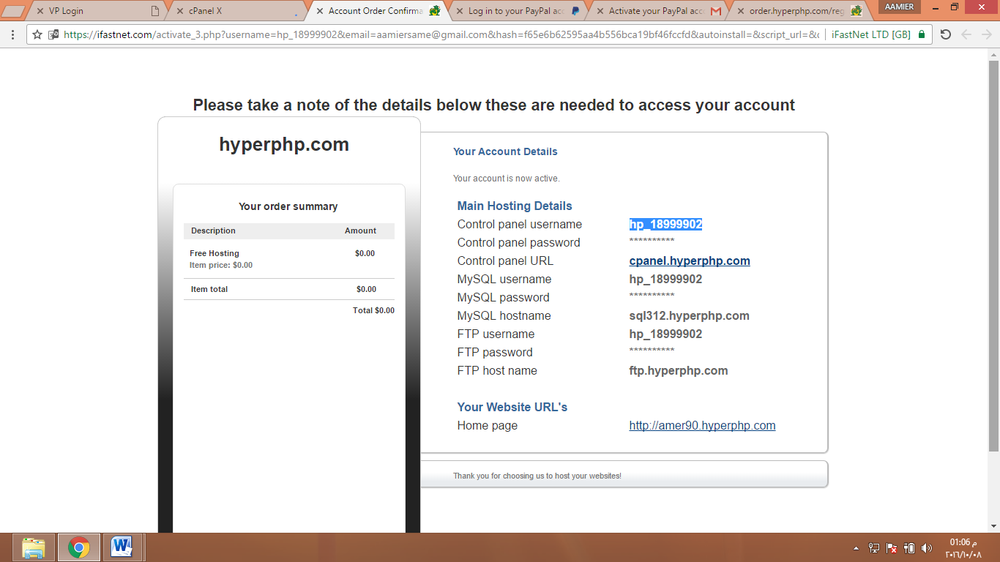 VP Login
cPanel X
Account Order Confirma
Log in to your PayPal acc
Activate your PayPal acc
order.hyperphp.com/reg
AAMIER
https://ifastnet.com/activate_3.php?username=hp_18999902&email=aamiersame@gmail.com&hash=f65e6b62595aa4b556bca19bf46fccfd&autoinstall=&script_url=&c
iFastNet LTD [GB]
Please take a note of the details below these are needed to access your account
hyperphp.com
Your order summary
Description Amount
Free Hosting $0.00
Item price: $0.00
Item total $0.00
Total $0.00
Your Account Details
Your account is now active.
Main Hosting Details
Control panel username hp_18999902
Control panel password **********
Control panel URL cpanel.hyperphp.com
MySQL username hp_18999902
MySQL password **********
MySQL hostname sql312.hyperphp.com
FTP username hp_18999902
FTP password **********
FTP host name ftp.hyperphp.com
Your Website URL's
Home page http://amer90.hyperphp.com
Thank you for choosing us to host your websites!
01:06 م
٢٠١٦/١٠/٠٨